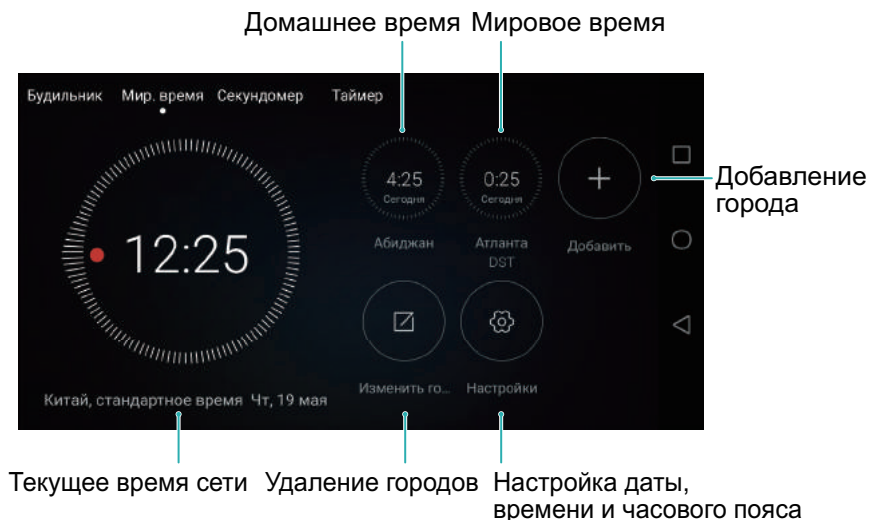 Домашнее время Мировое время
Будильник Мир. время Секундомер Таймер
4:25
Сегодня
0:25
Сегодня
Добавление
города
12:25
Абиджан
Атланта
DST
Добавить
Изменить го...
Настройки
Китай, стандартное время Чт, 19 мая
Текущее время сети Удаление городов Настройка даты,
времени и часового пояса